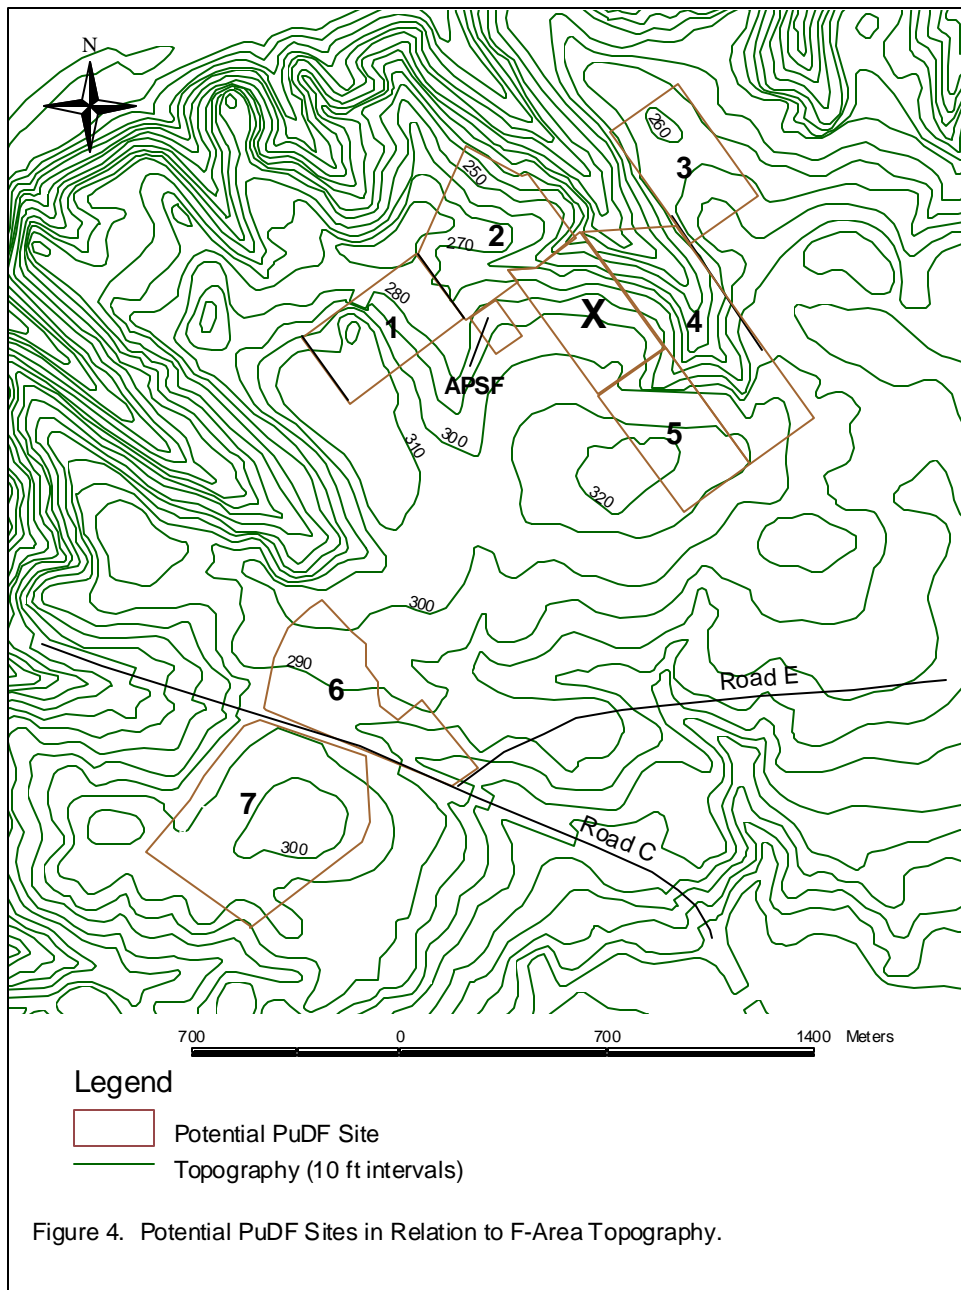 N
260
3
250
2
270
280
1
X
4
APSF
310
300
5
320
300
290
6
Road E
7
300
Road C
700 0 700 1400 Meters
Legend
Potential PuDF Site
Topography (10 ft intervals)
Figure 4. Potential PuDF Sites in Relation to F-Area Topography.